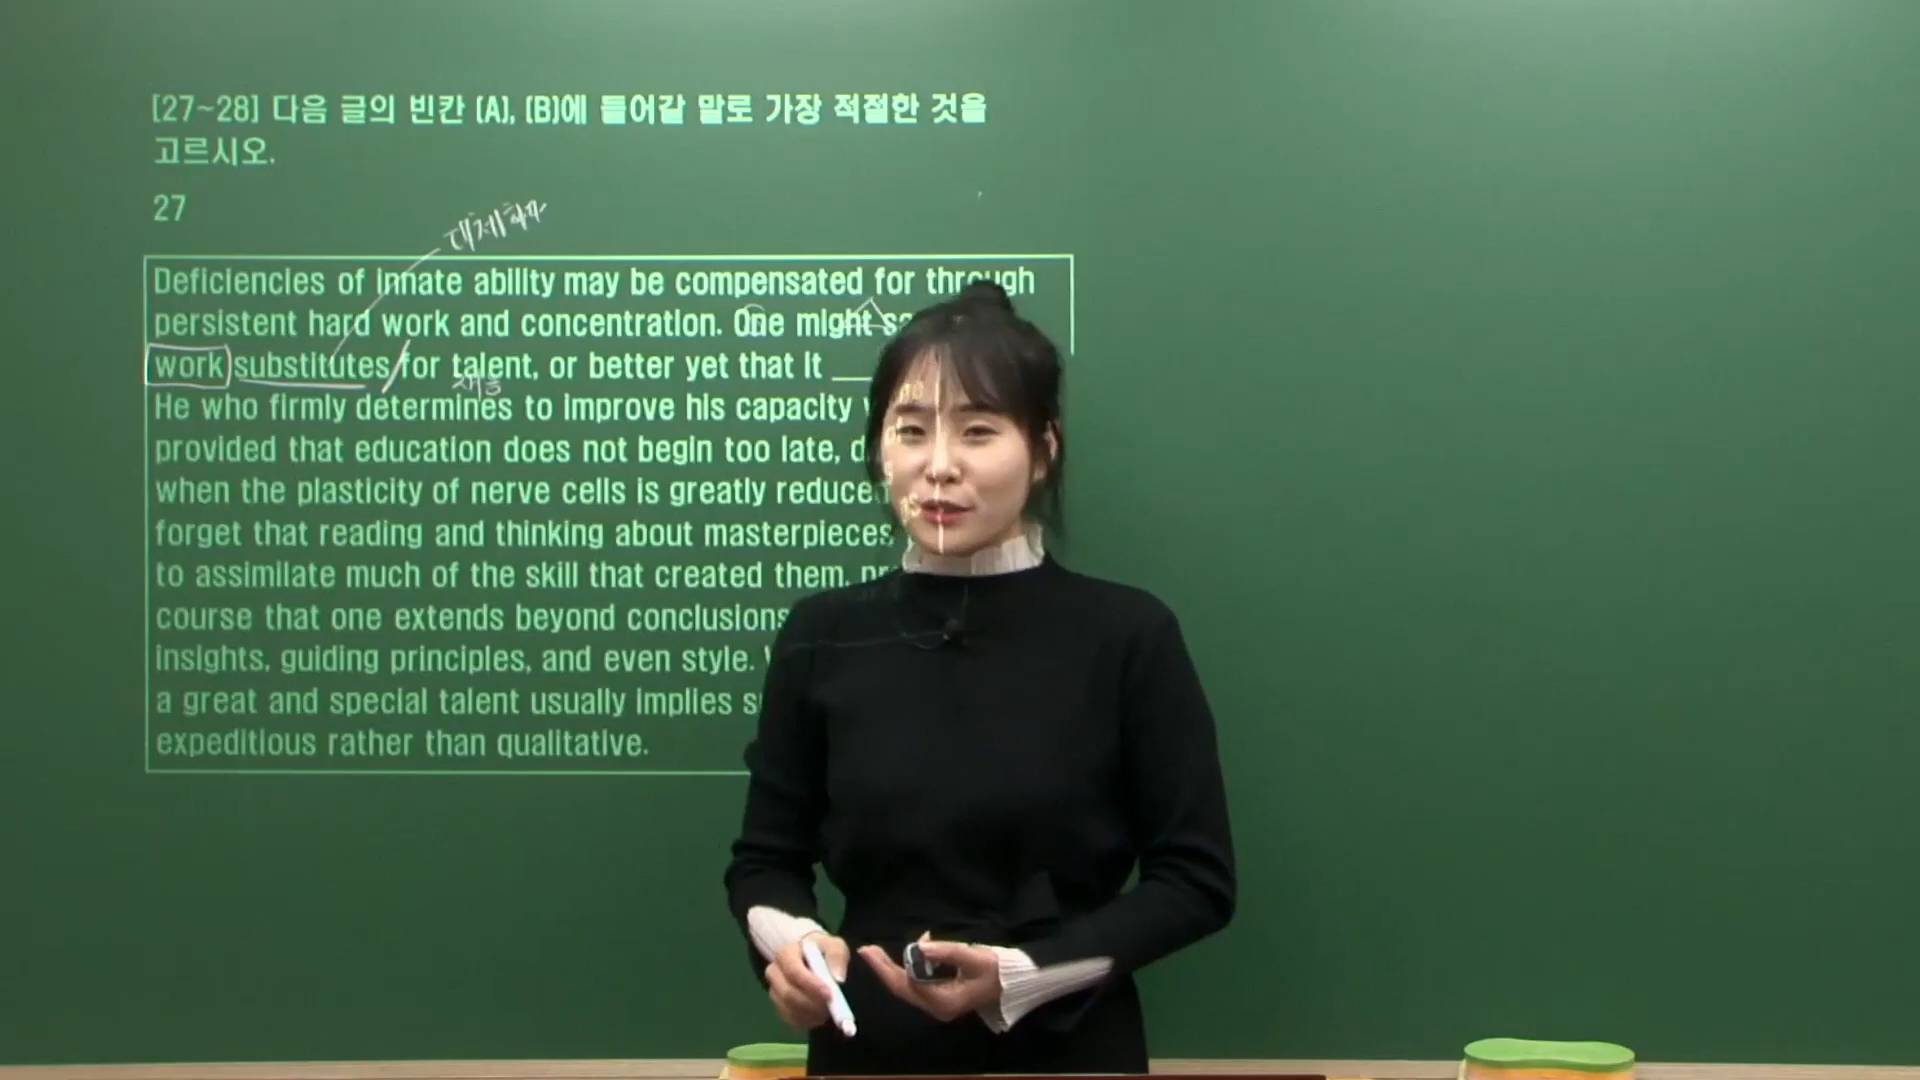 [27~28] 다음 글의 빈칸 (A), (B)에 들어갈 말로 가장 적절한 것을
고르시오.
27
대체하다
Deficiencies of innate ability may be compensated for through
persistent hard work and concentration. One might
work substitutes for talent, or better yet that it
재능
He who firmly determines to improve his capacity
provided that education does not begin too late,
when the plasticity of nerve cells is greatly reduced
forget that reading and thinking about masterpieces
to assimilate much of the skill that created them,
course that one extends beyond conclusions
insights, guiding principles, and even style.
a great and special talent usually implies
expeditious rather than qualitative.